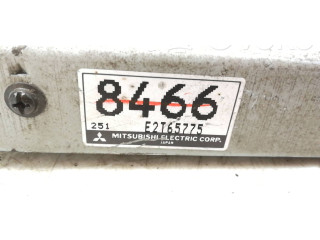 8466
251 E2T65775
MITSUBISHI ELECTRIC CORP.
JAPAN